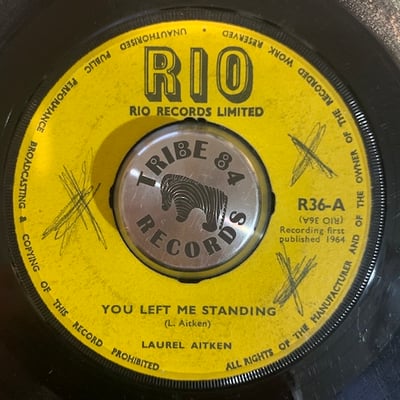 RIO
RIO RECORDS LIMITED
TRIBE 84
RECORDS
R36-A
(RIO 36A)
Recording first
published 1964
YOU LEFT ME STANDING
(L. Aitken)
LAUREL AITKEN
ALL RIGHTS OF THE MANUFACTURER AND OF THE OWNER OF THE RECORDED WORK RESERVED
UNAUTHORISED PUBLIC PERFORMANCE BROADCASTING & COPYING OF THIS RECORD PROHIBITED